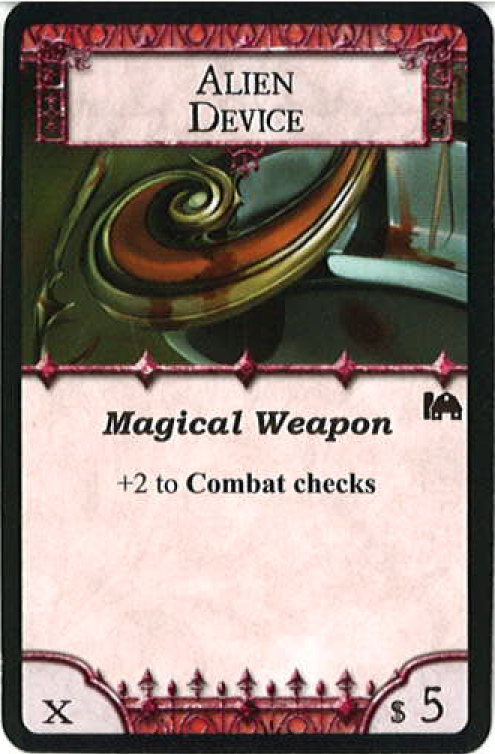 ALIEN
DEVICE
Magical Weapon
+2 to Combat checks
X
$ 5